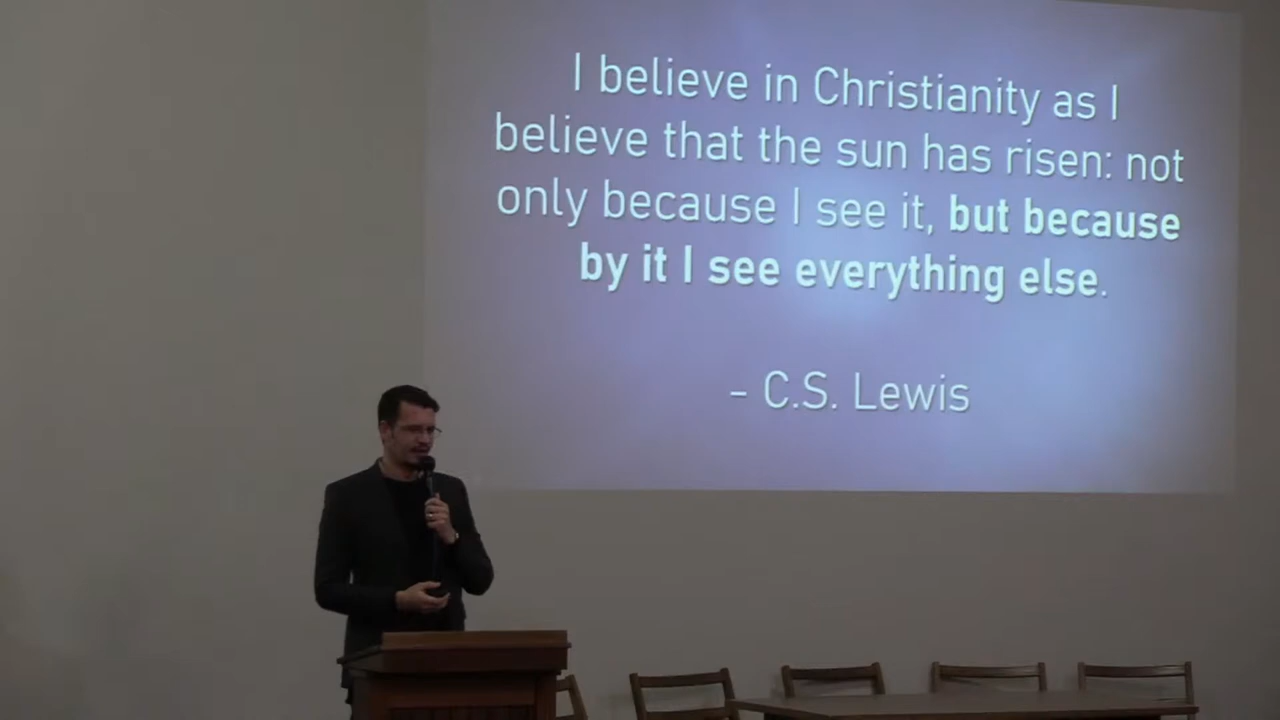 I believe in Christianity as I
believe that the sun has risen: not
only because I see it, but because
by it I see everything else.
- C.S. Lewis